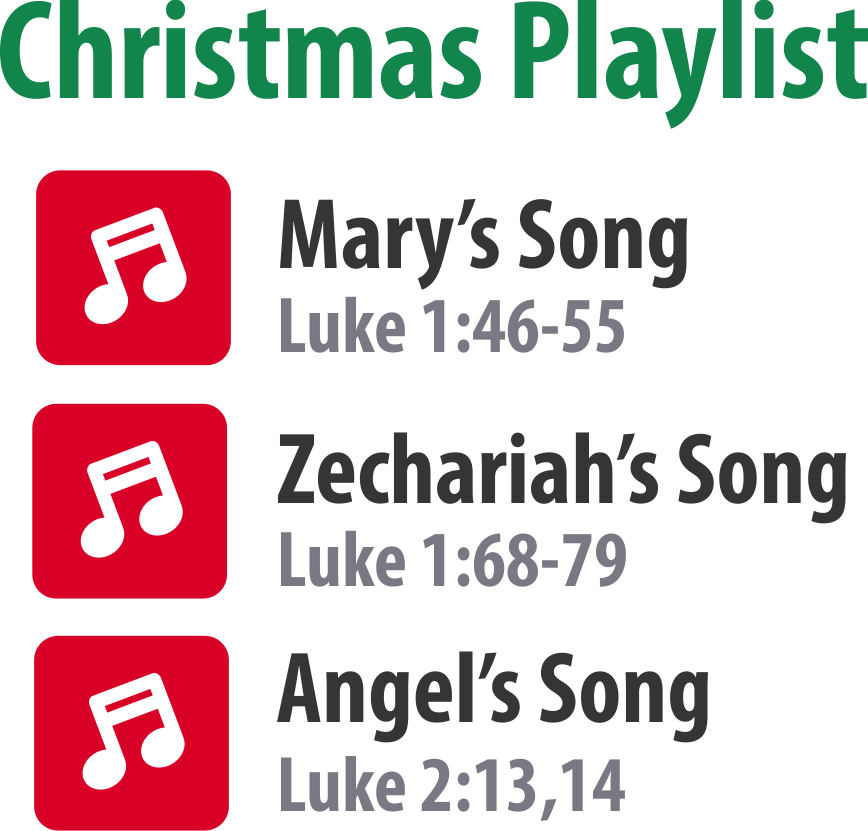 Christmas Playlist
Mary’s Song
Luke 1:46-55
Zechariah’s Song
Luke 1:68-79
Angel’s Song
Luke 2:13,14